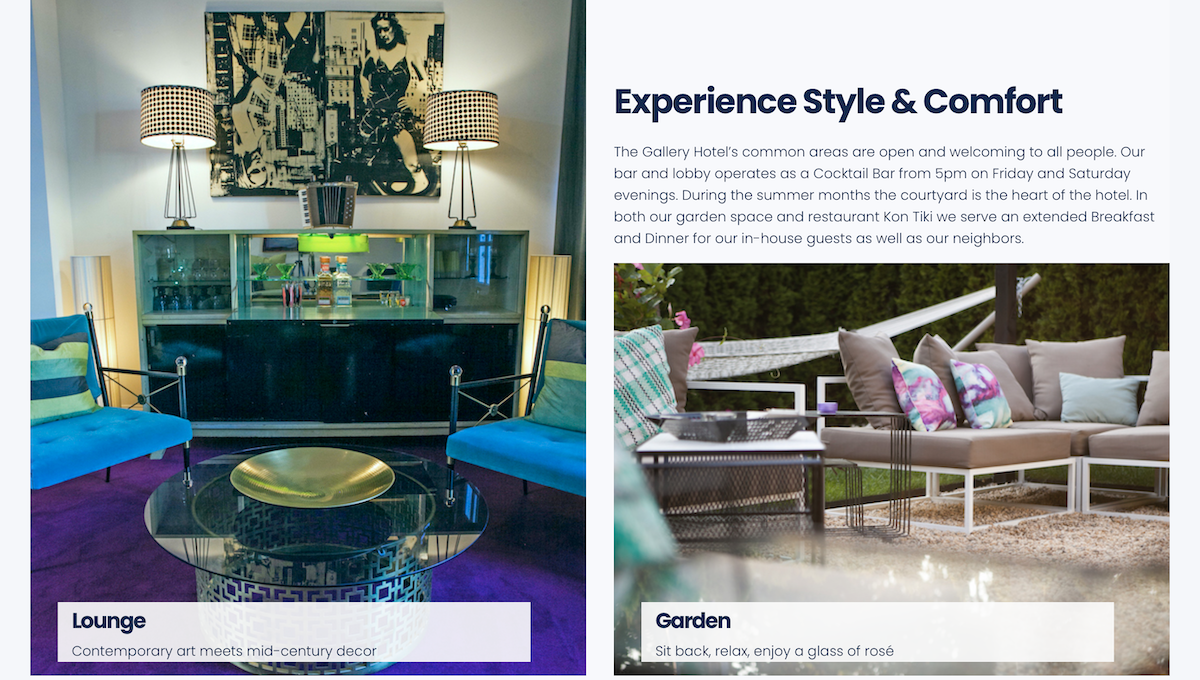 Experience Style & Comfort
The Gallery Hotel’s common areas are open and welcoming to all people. Our
bar and lobby operates as a Cocktail Bar from 5pm on Friday and Saturday
evenings. During the summer months the courtyard is the heart of the hotel. In
both our garden space and restaurant Kon Tiki we serve an extended Breakfast
and Dinner for our in-house guests as well as our neighbors.
Lounge
Contemporary art meets mid-century decor
Garden
Sit back, relax, enjoy a glass of rosé